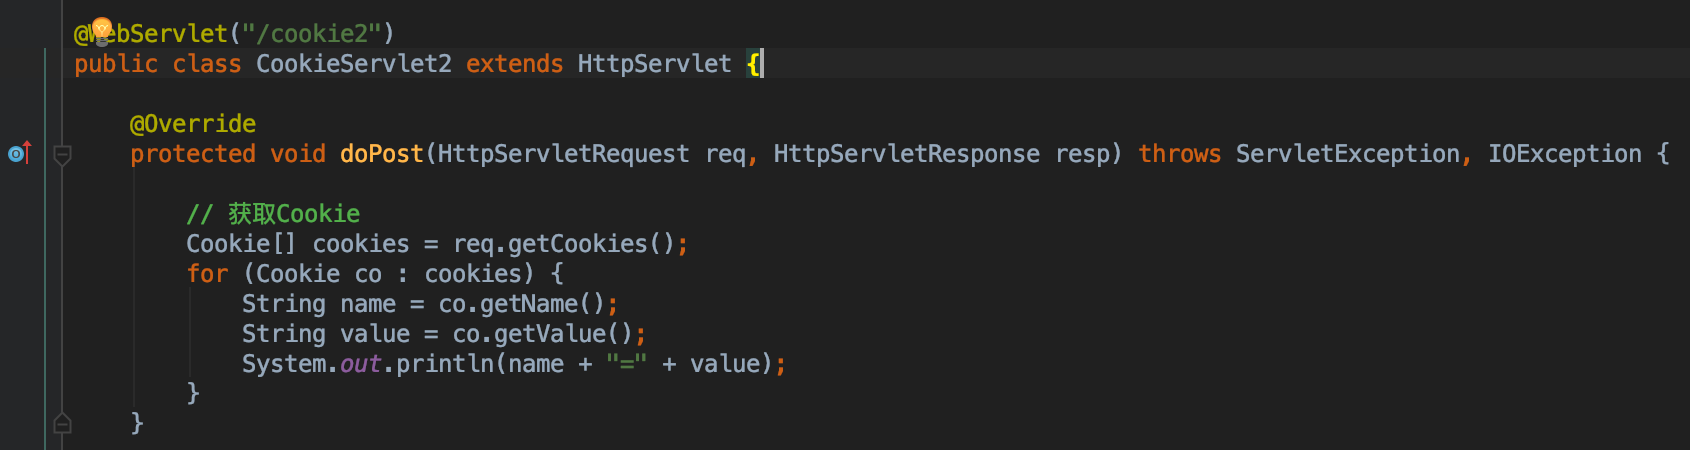 @WebServlet("/cookie2")
public class CookieServlet2 extends HttpServlet {
@Override
protected void doPost(HttpServletRequest req, HttpServletResponse resp) throws ServletException, IOException {
// 获取Cookie
Cookie[] cookies = req.getCookies();
for (Cookie co : cookies) {
String name = co.getName();
String value = co.getValue();
System.out.println(name + "=" + value);
}
}